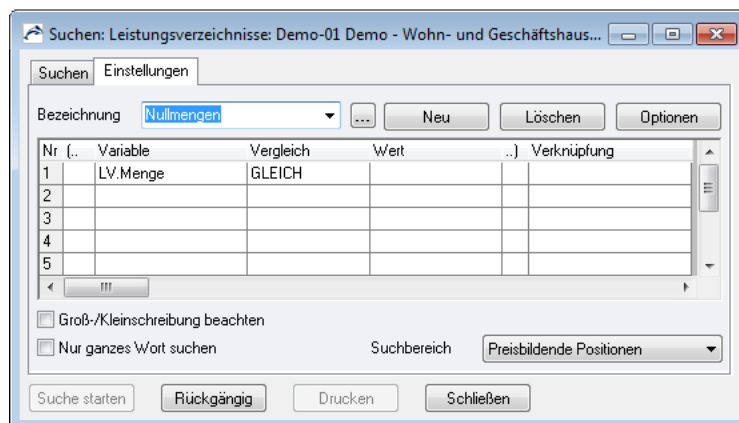 Suchen: Leistungsverzeichnisse: Demo-01 Demo - Wohn- und Geschäftshaus...
Suchen Einstellungen
Bezeichnung Nullmengen ... Neu Löschen Optionen
Nr (.. Variable Vergleich Wert ..) Verknüpfung
1 LV.Menge GLEICH
2
3
4
5
Groß-/Kleinschreibung beachten
Nur ganzes Wort suchen Suchbereich Preisbildende Positionen
Suche starten Rückgängig Drucken Schließen